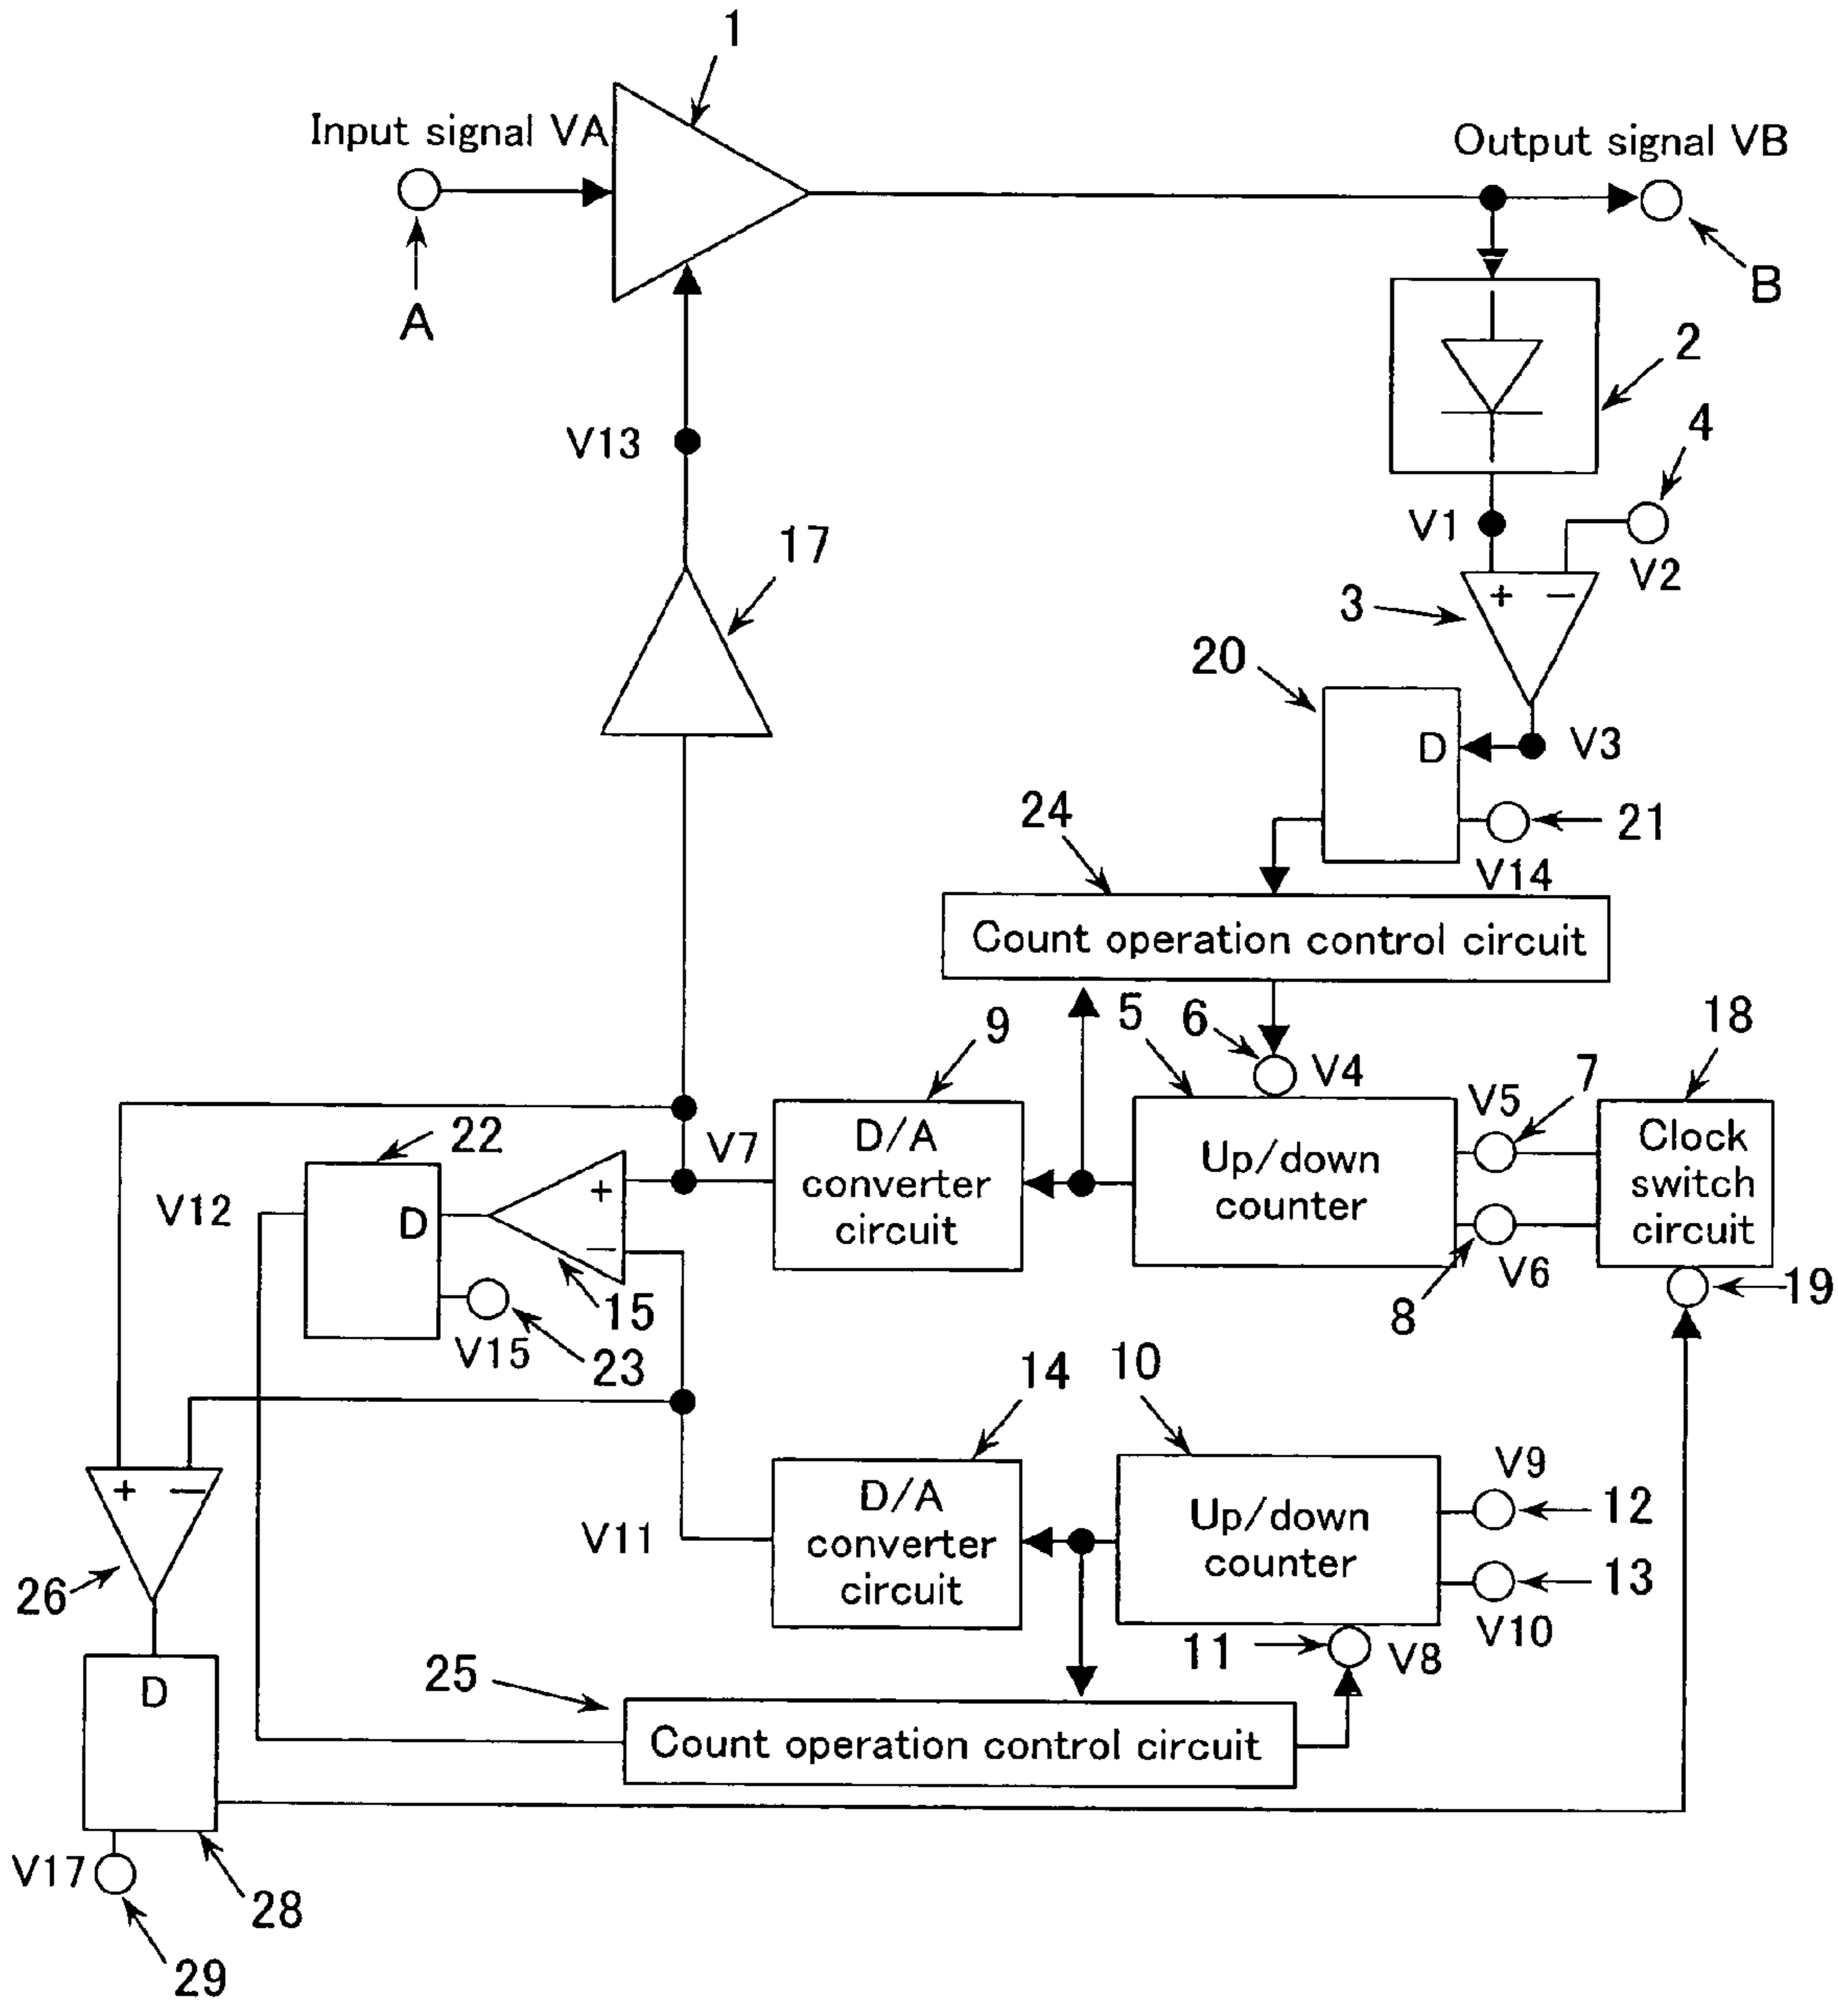 1
Input signal VA
Output signal VB
A
B
2
4
V13
V1
V2
17
3
+ −
20
D
V3
24
21
V14
Count operation control circuit
9
5
6
18
V4
7
V5
22
V7
D/A
converter
circuit
Up/down
counter
Clock
switch
circuit
+
V12
D
−
V6
19
15
8
V15
23
14
10
V9
12
D/A
converter
circuit
Up/down
counter
+ −
V11
26
13
V10
11
V8
25
D
Count operation control circuit
V17
28
29